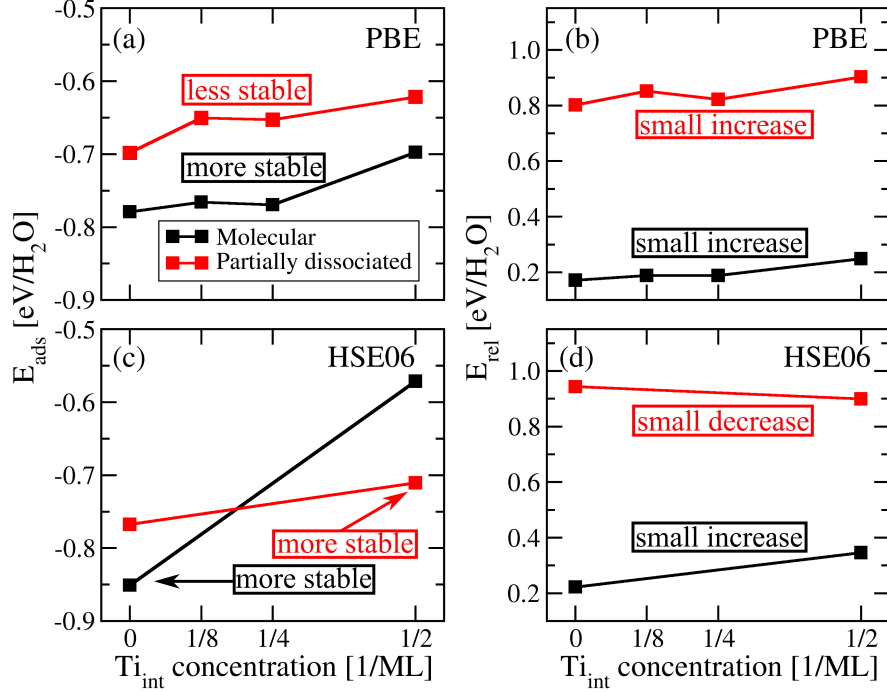 -0.5
(a) PBE
-0.6
less stable
-0.7
more stable
-0.8
Molecular
Partially dissociated
-0.9
E_ads [eV/H₂O]
(b) PBE
1.0
0.8
small increase
0.6
0.4
small increase
0.2
E_rel [eV/H₂O]
-0.5
(c) HSE06
-0.6
-0.7
more stable
-0.8
more stable
-0.9
0 1/8 1/4 1/2
Ti_int concentration [1/ML]
(d) HSE06
1.0
small decrease
0.8
0.6
small increase
0.4
0.2
0 1/8 1/4 1/2
Ti_int concentration [1/ML]